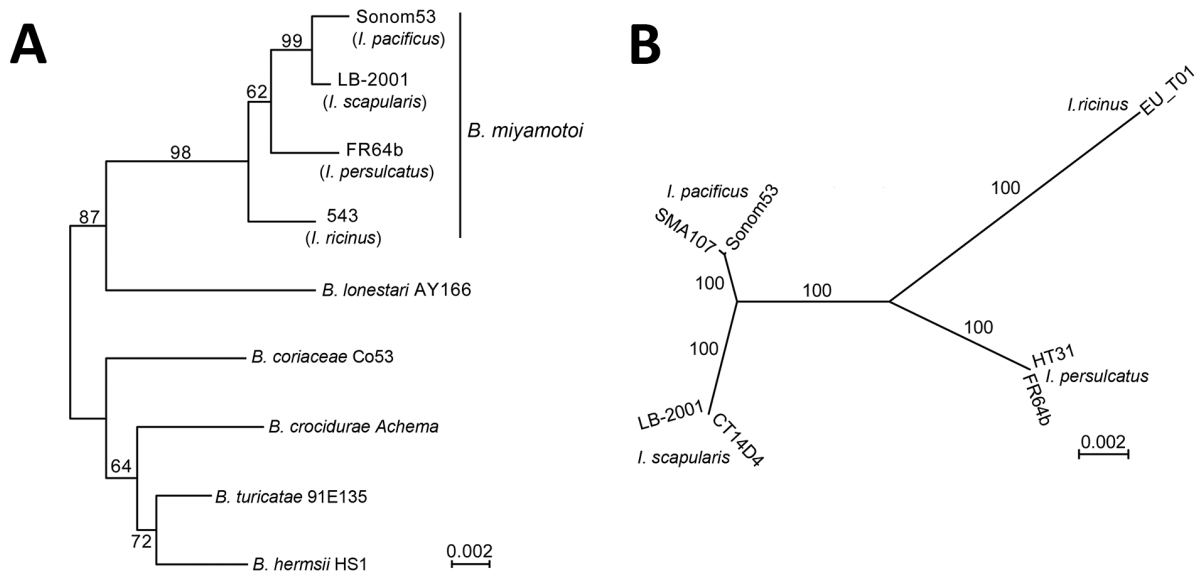 A
99
Sonom53
(I. pacificus)
LB-2001
(I. scapularis)
62
FR64b
(I. persulcatus)
98
543
(I. ricinus)
B. miyamotoi
87
B. lonestari AY166
B. coriaceae Co53
B. crocidurae Achema
64
B. turicatae 91E135
72
B. hermsii HS1
0.002
B
I.ricinus
EU_T01
100
I. pacificus
SMA107
Sonom53
100
100
100
100
HT31
I. persulcatus
FR64b
LB-2001
CT14D4
I. scapularis
0.002